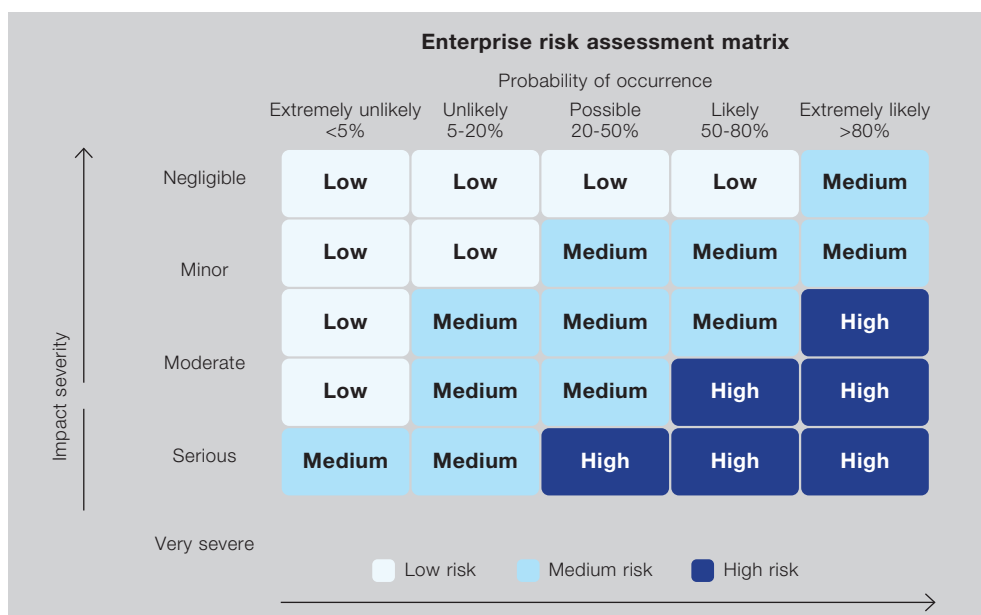 Enterprise risk assessment matrix
Probability of occurrence
Extremely unlikely Unlikely Possible Likely Extremely likely
<5% 5-20% 20-50% 50-80% >80%
Negligible Low Low Low Low Medium
Minor Low Low Medium Medium Medium
Low Medium Medium Medium High
Moderate
Low Medium Medium High High
Serious Medium Medium High High High
Very severe
Impact severity
Low risk Medium risk High risk